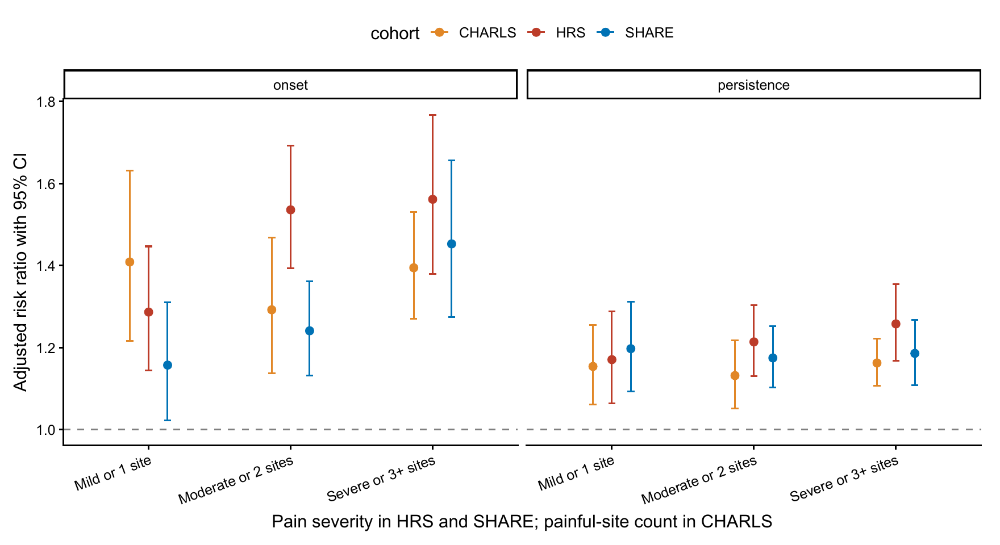 cohort CHARLS HRS SHARE
onset
persistence
Adjusted risk ratio with 95% CI
1.8
1.6
1.4
1.2
1.0
Mild or 1 site
Moderate or 2 sites
Severe or 3+ sites
Mild or 1 site
Moderate or 2 sites
Severe or 3+ sites
Pain severity in HRS and SHARE; painful-site count in CHARLS